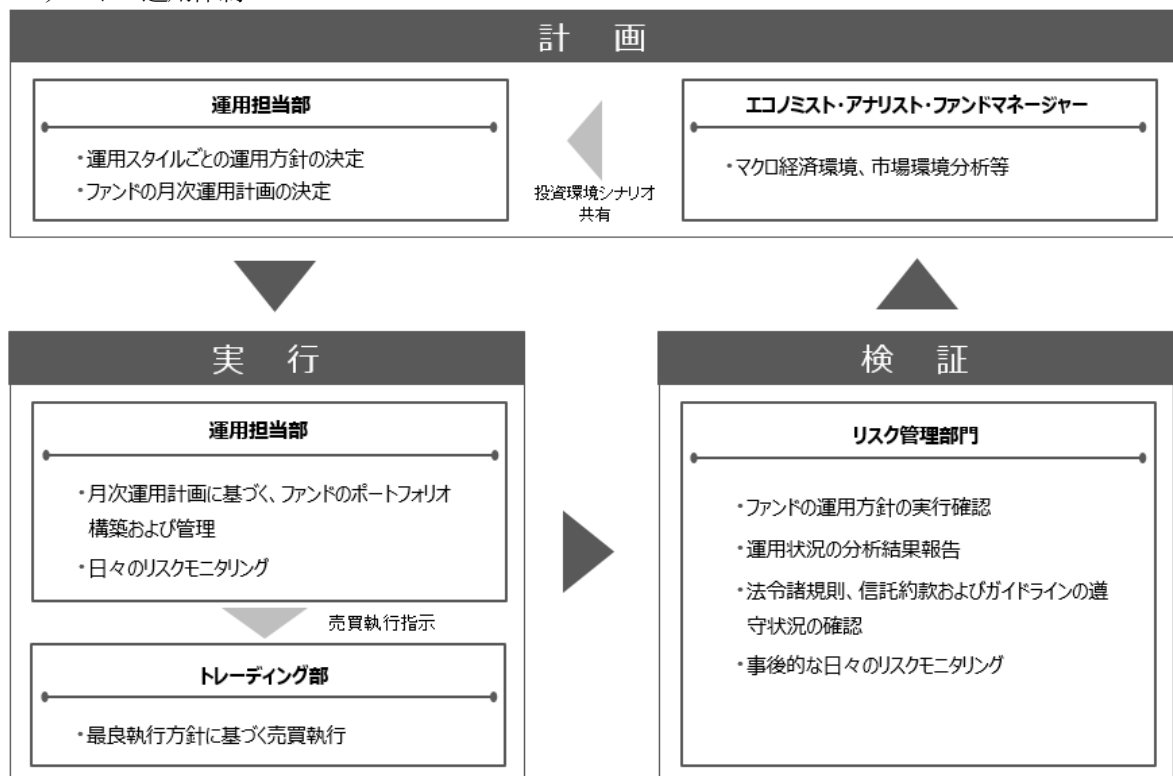 計 画
運用担当部
・運用スタイルごとの運用方針の決定
・ファンドの月次運用計画の決定
投資環境シナリオ
共有
エコノミスト・アナリスト・ファンドマネージャー
・マクロ経済環境、市場環境分析等
実 行
運用担当部
・月次運用計画に基づく、ファンドのポートフォリオ
構築および管理
・日々のリスクモニタリング
売買執行指示
トレーディング部
・最良執行方針に基づく売買執行
検 証
リスク管理部門
・ファンドの運用方針の実行確認
・運用状況の分析結果報告
・法令諸規則、信託約款およびガイドラインの遵
守状況の確認
・事後的な日々のリスクモニタリング